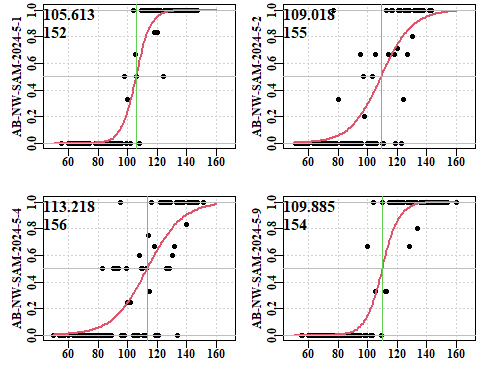 105.613
152
AB-NW-SAM-2024-5-1
0.0 0.2 0.4 0.6 0.8 1.0
60 80 100 120 140 160
109.018
155
AB-NW-SAM-2024-5-2
0.0 0.2 0.4 0.6 0.8 1.0
60 80 100 120 140 160
113.218
156
AB-NW-SAM-2024-5-4
0.0 0.2 0.4 0.6 0.8 1.0
60 80 100 120 140 160
109.885
154
AB-NW-SAM-2024-5-9
0.0 0.2 0.4 0.6 0.8 1.0
60 80 100 120 140 160